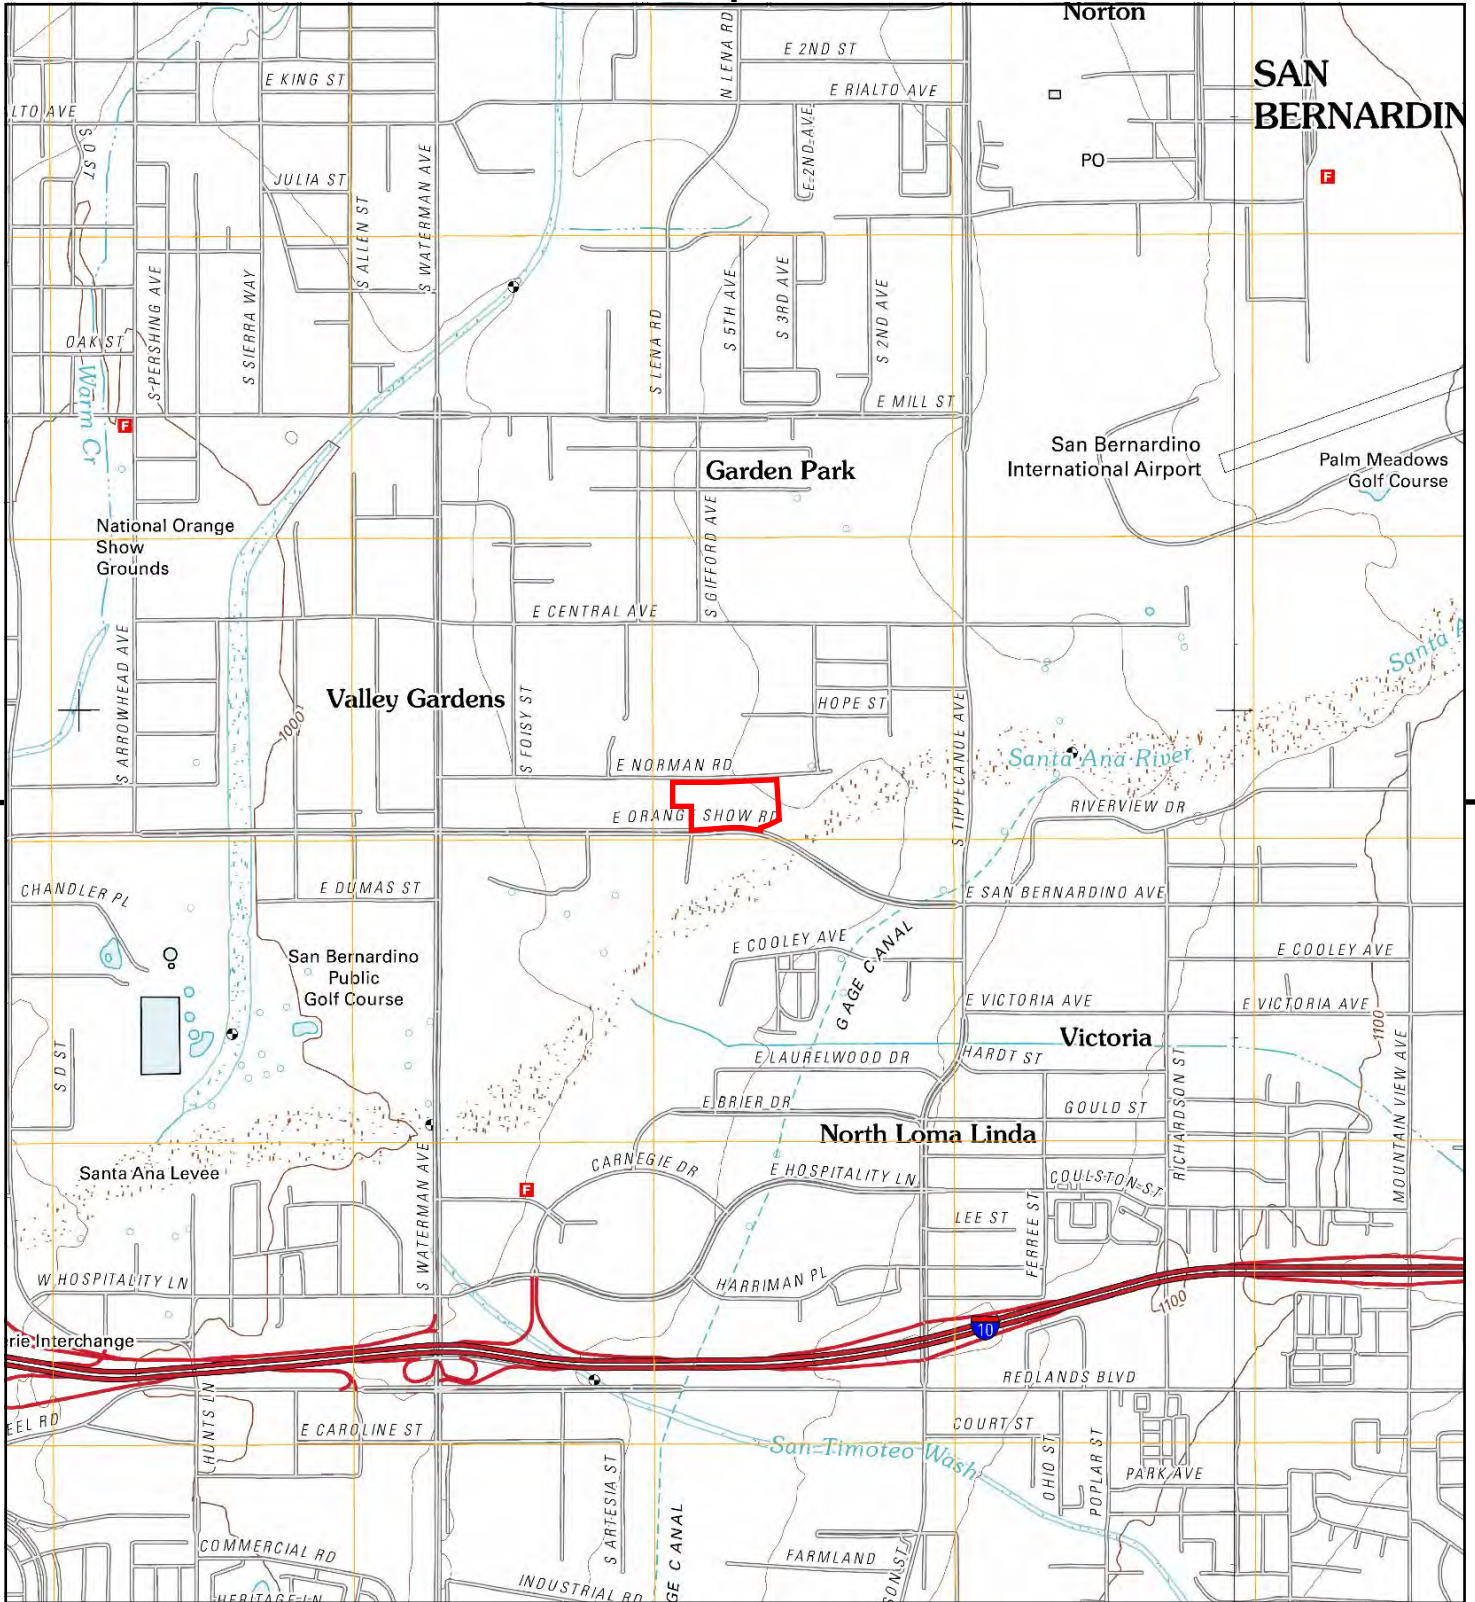 Norton
N LENA RD
E 2ND ST
SAN
BERNARDIN
E KING ST
E RIALTO AVE
LTO AVE
S D ST
E 2ND AVE
PO
F
JULIA ST
S ALLEN ST
S WATERMAN AVE
S PERSHING AVE
S SIERRA WAY
S LENA RD
S 5TH AVE
S 3RD AVE
S 2ND AVE
OAK ST
Warm Cr
F
E MILL ST
San Bernardino
International Airport
Palm Meadows
Golf Course
Garden Park
National Orange
Show
Grounds
S GIFFORD AVE
E CENTRAL AVE
S ARROWHEAD AVE
Santa A
Valley Gardens
1000
S FOISY ST
HOPE ST
S TIPPECANOE AVE
Santa Ana River
E NORMAN RD
E ORANGE SHOW RD
RIVERVIEW DR
E DUMAS ST
CHANDLER PL
E SAN BERNARDINO AVE
E COOLEY AVE
GAGE CANAL
E COOLEY AVE
San Bernardino
Public
Golf Course
E VICTORIA AVE
E VICTORIA AVE
1100
Victoria
S D ST
E LAURELWOOD DR
HARDT ST
RICHARDSON ST
MOUNTAIN VIEW AVE
E BRIER DR
GOULD ST
North Loma Linda
Santa Ana Levee
CARNEGIE DR
E HOSPITALITY LN
COULSTON ST
S WATERMAN AVE
F
LEE ST
FERREE ST
W HOSPITALITY LN
HARRIMAN PL
1100
10
rie Interchange
REDLANDS BLVD
EEL RD
HUNTS LN
E CAROLINE ST
COURT ST
San Timoteo Wash
OHIO ST
POPLAR ST
PARK AVE
S ARTESIA ST
GE CANAL
COMMERCIAL RD
FARMLAND
SON ST
INDUSTRIAL RD
HERITAGE LN